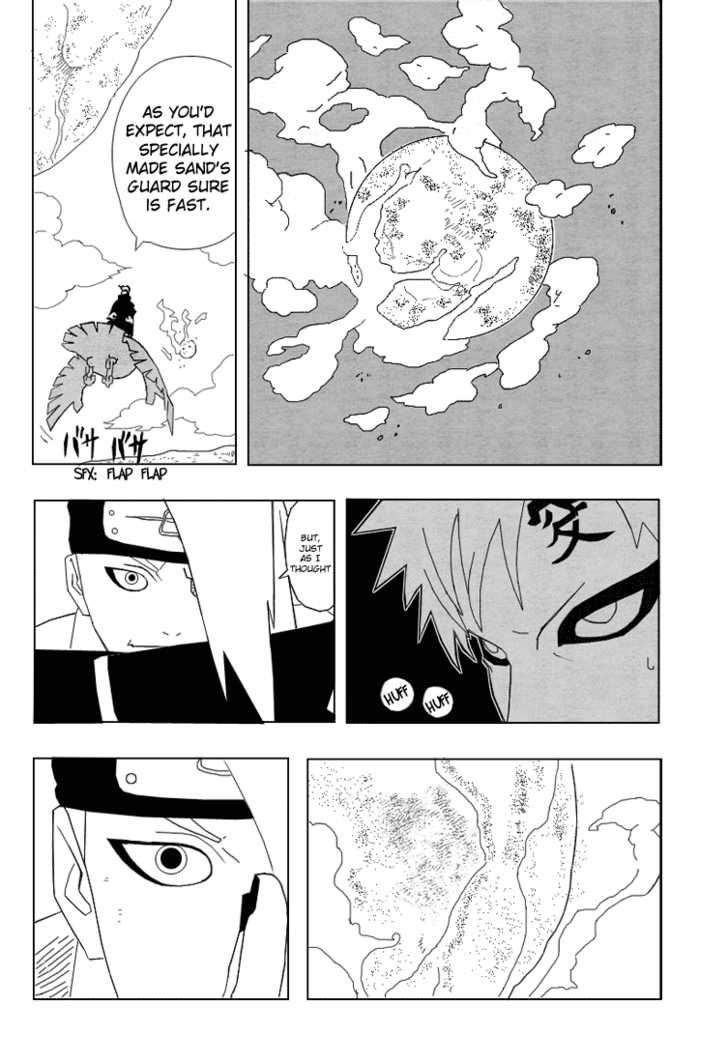 AS YOU'D
EXPECT, THAT
SPECIALLY
MADE SAND'S
GUARD SURE
IS FAST.
バサ バサ
SFX: FLAP FLAP
BUT,
JUST
AS I
THOUGHT
愛
HUFF
HUFF